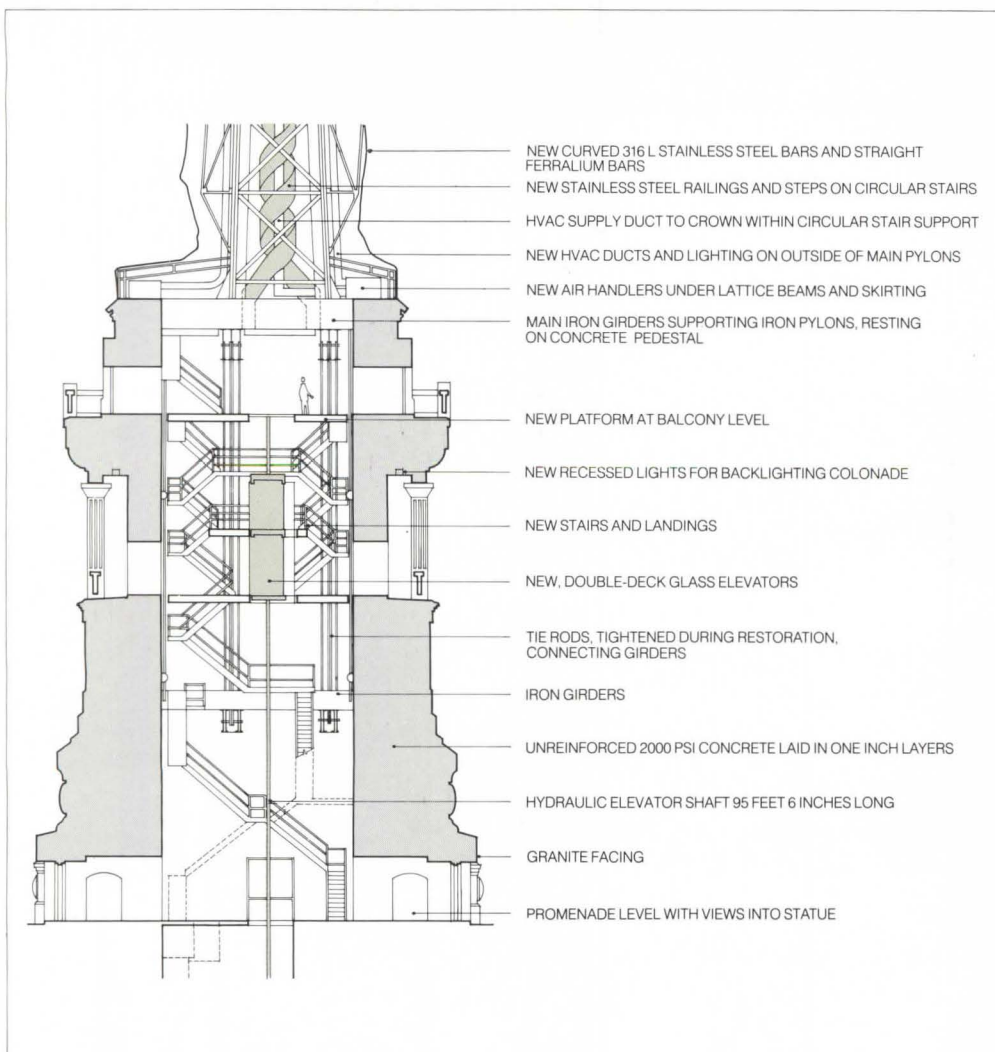 NEW CURVED 316 L STAINLESS STEEL BARS AND STRAIGHT
FERRALIUM BARS
NEW STAINLESS STEEL RAILINGS AND STEPS ON CIRCULAR STAIRS
HVAC SUPPLY DUCT TO CROWN WITHIN CIRCULAR STAIR SUPPORT
NEW HVAC DUCTS AND LIGHTING ON OUTSIDE OF MAIN PYLONS
NEW AIR HANDLERS UNDER LATTICE BEAMS AND SKIRTING
MAIN IRON GIRDERS SUPPORTING IRON PYLONS, RESTING
ON CONCRETE PEDESTAL
NEW PLATFORM AT BALCONY LEVEL
NEW RECESSED LIGHTS FOR BACKLIGHTING COLONADE
NEW STAIRS AND LANDINGS
NEW, DOUBLE-DECK GLASS ELEVATORS
TIE RODS, TIGHTENED DURING RESTORATION,
CONNECTING GIRDERS
IRON GIRDERS
UNREINFORCED 2000 PSI CONCRETE LAID IN ONE INCH LAYERS
HYDRAULIC ELEVATOR SHAFT 95 FEET 6 INCHES LONG
GRANITE FACING
PROMENADE LEVEL WITH VIEWS INTO STATUE